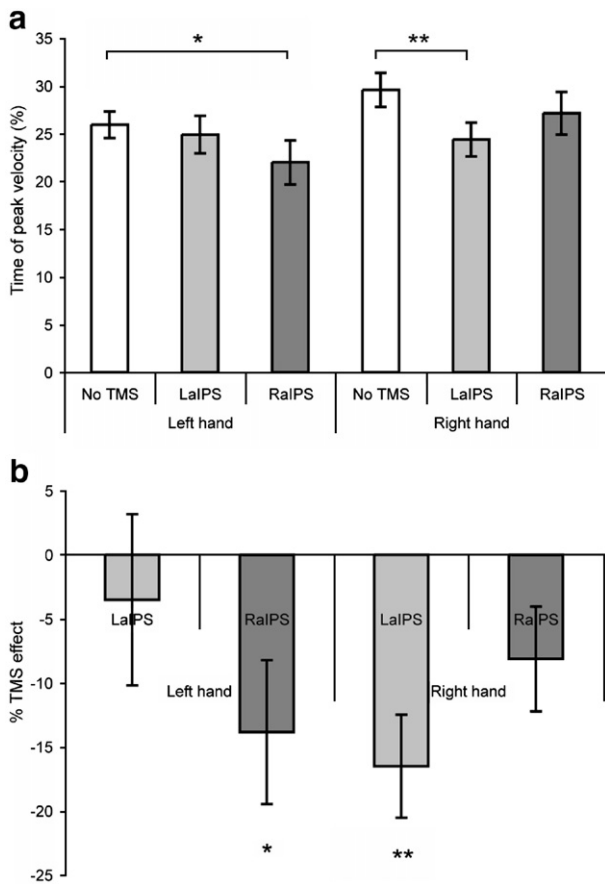 a
Time of peak velocity (%)
35
30
25
20
15
10
5
0
*
**
No TMS LaIPS RaIPS No TMS LaIPS RaIPS
Left hand Right hand
b
% TMS effect
5
0
-5
-10
-15
-20
-25
LaIPS RaIPS LaIPS RaIPS
Left hand Right hand
* **